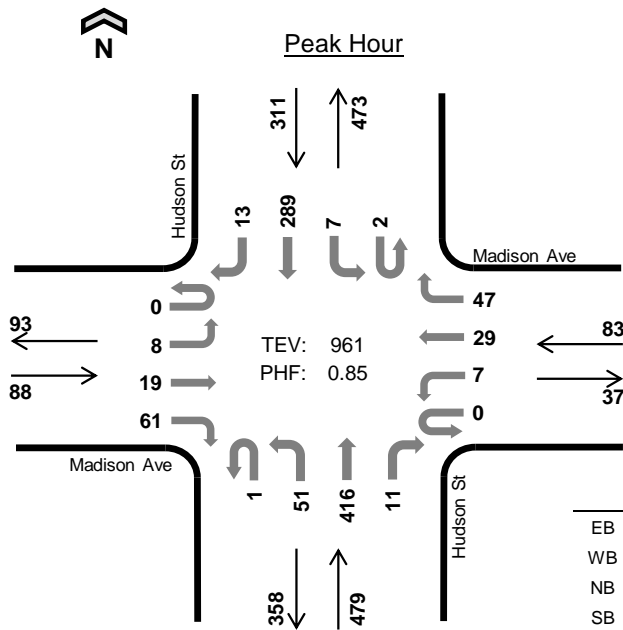 N
Peak Hour
311
473
Hudson St
13
289
7
2
Madison Ave
0
47
93
8
TEV: 961
29
83
88
19
PHF: 0.85
7
37
61
0
Madison Ave
1
51
416
11
Hudson St
EB
WB
NB
SB
358
479